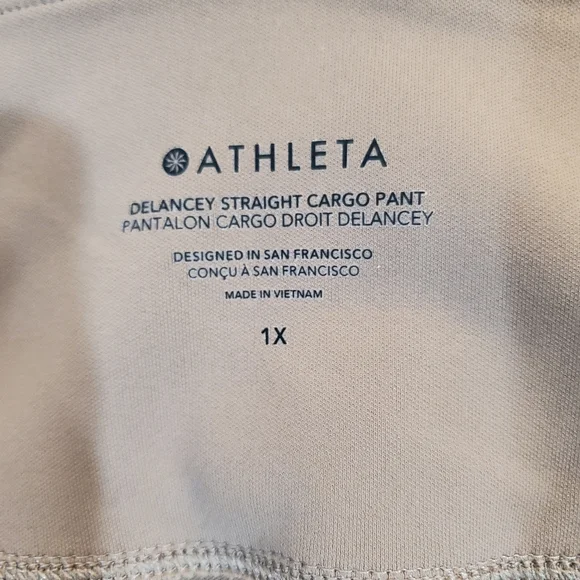 ATHLETA
DELANCEY STRAIGHT CARGO PANT
PANTALON CARGO DROIT DELANCEY
DESIGNED IN SAN FRANCISCO
CONÇU À SAN FRANCISCO
MADE IN VIETNAM
1X